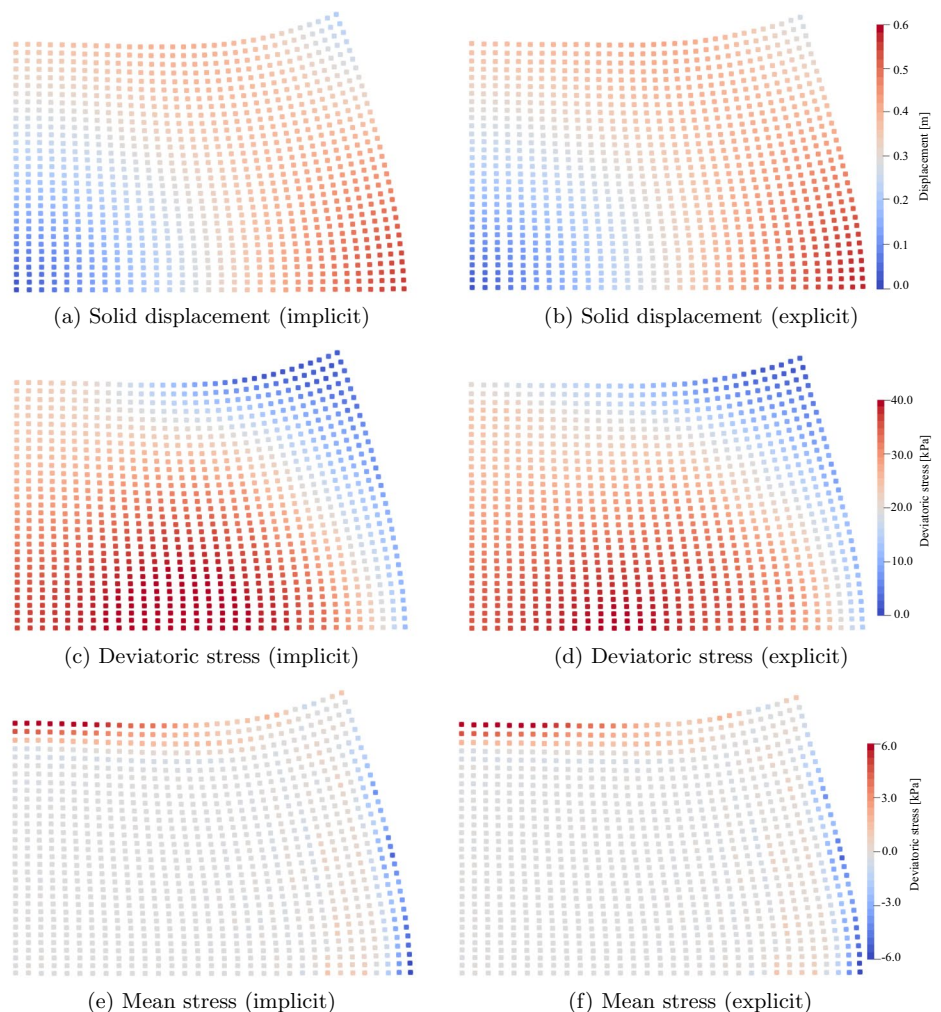 0.6
0.5
0.4
0.3
0.2
0.1
0.0
Displacement [m]
(a) Solid displacement (implicit)
(b) Solid displacement (explicit)
40.0
30.0
20.0
10.0
0.0
Deviatoric stress [kPa]
(c) Deviatoric stress (implicit)
(d) Deviatoric stress (explicit)
6.0
3.0
0.0
-3.0
-6.0
Deviatoric stress [kPa]
(e) Mean stress (implicit)
(f) Mean stress (explicit)